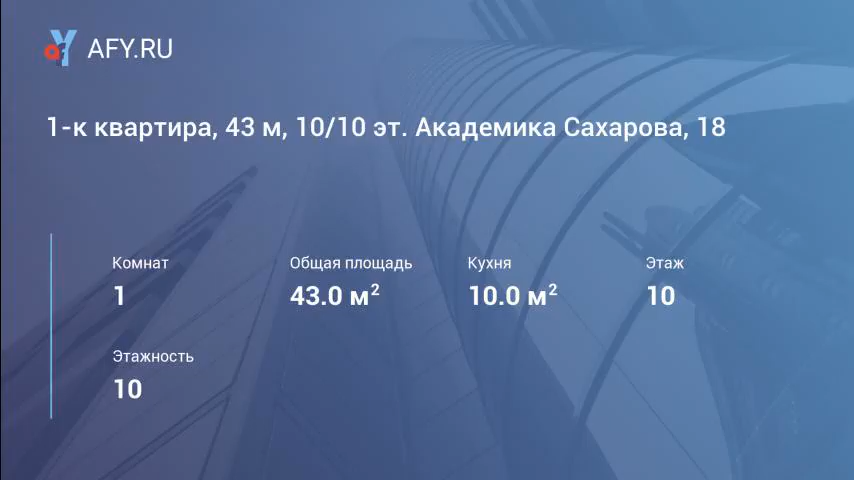 AFY.RU
1-к квартира, 43 м, 10/10 эт. Академика Сахарова, 18
Комнат Общая площадь Кухня Этаж
1 43.0 м² 10.0 м² 10
Этажность
10